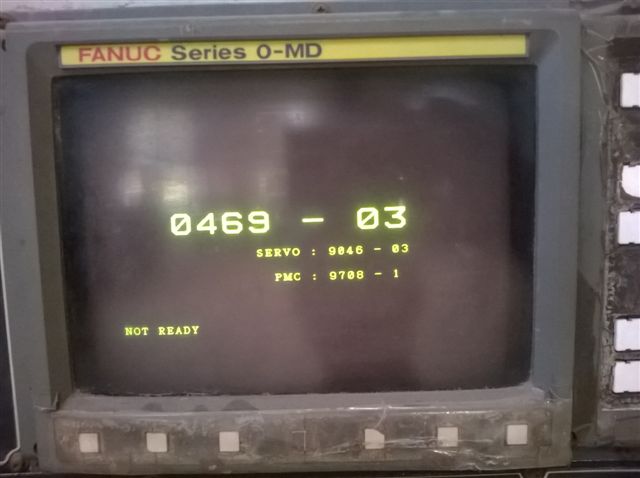 FANUC Series 0-MD
0469 - 03
SERVO : 9046 - 03
PMC : 9708 - 1
NOT READY